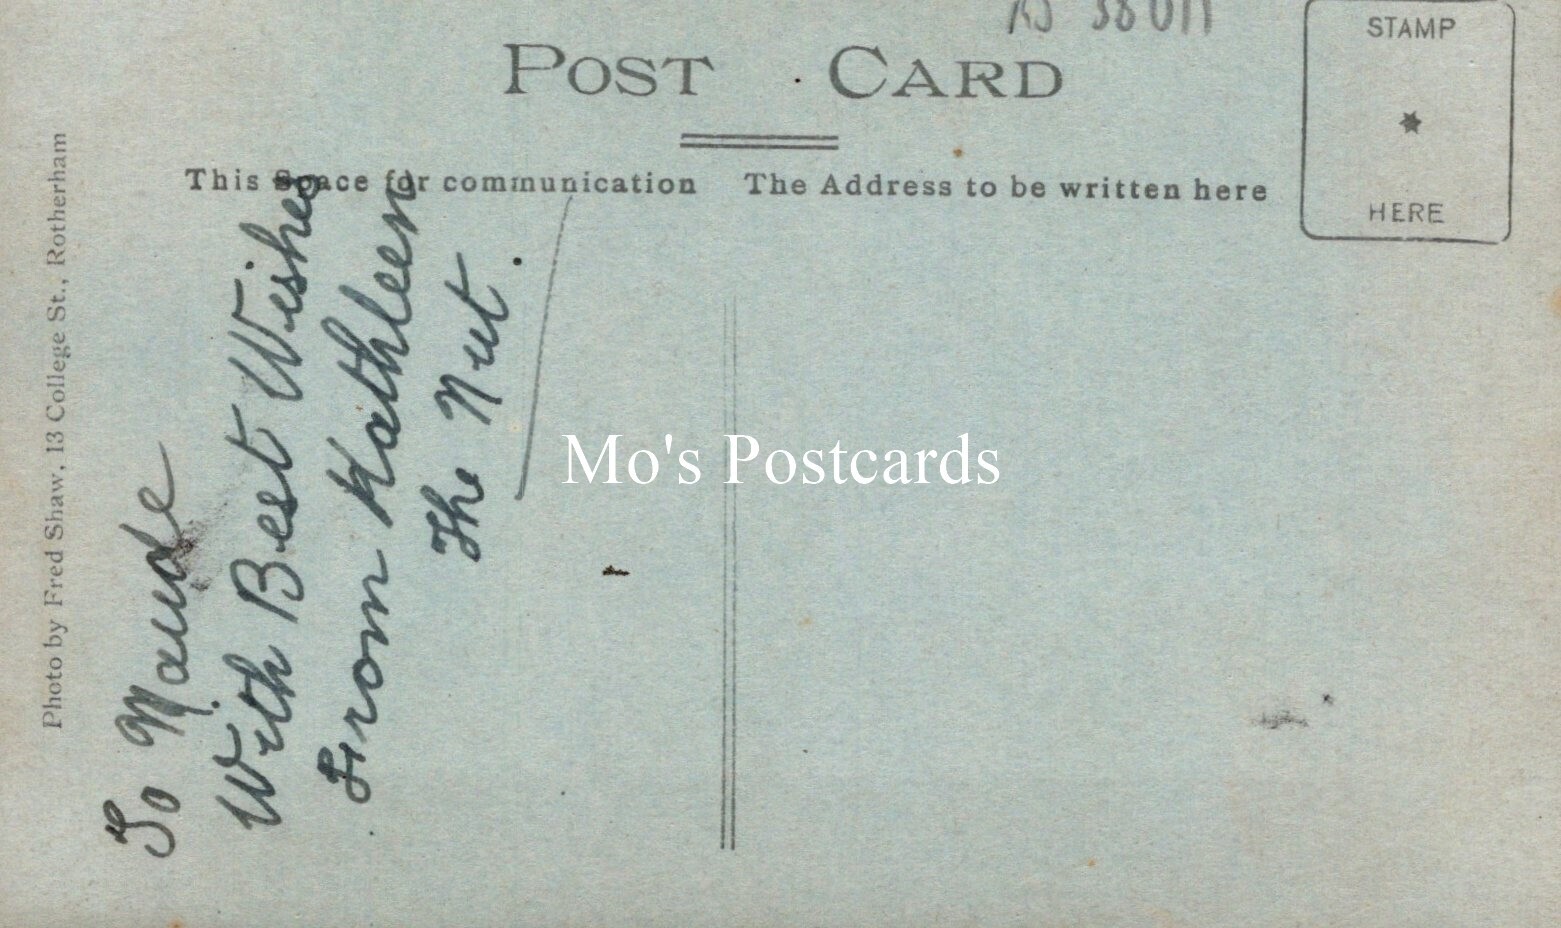 POST CARD
STAMP
HERE
This Space for communication
The Address to be written here
Photo by Fred Shaw, 13 College St., Rotherham
To Maude
With Best Wishes
From Kathleen
The Nut.
Mo's Postcards